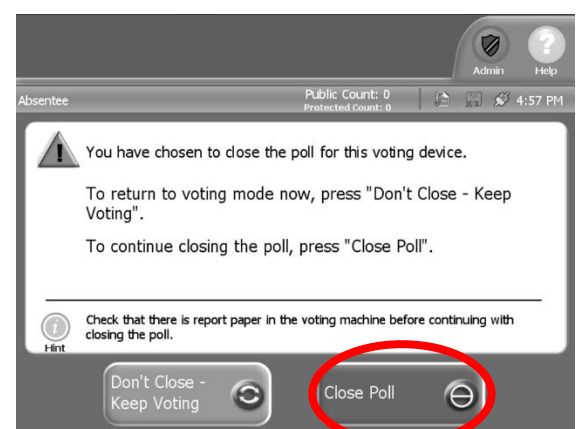 Admin Help
Absentee Public Count: 0 4:57 PM
Protected Count: 0
You have chosen to close the poll for this voting device.
To return to voting mode now, press "Don't Close - Keep
Voting".
To continue closing the poll, press "Close Poll".
Check that there is report paper in the voting machine before continuing with
closing the poll.
Hint
Don't Close -
Keep Voting
Close Poll